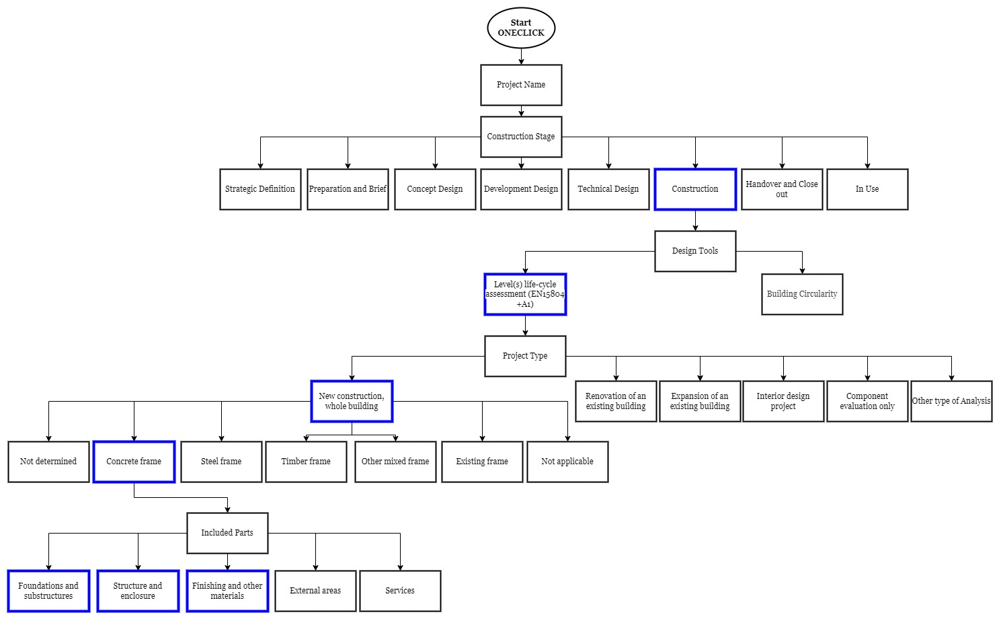 Start
ONECLICK
Project Name
Construction Stage
Strategic Definition
Preparation and Brief
Concept Design
Development Design
Technical Design
Construction
Handover and Close
out
In Use
Design Tools
Level(s) life-cycle
assessment (EN15804
+A1)
Building Circularity
Project Type
New construction,
whole building
Renovation of an
existing building
Expansion of an
existing building
Interior design
project
Component
evaluation only
Other type of Analysis
Not determined
Concrete frame
Steel frame
Timber frame
Other mixed frame
Existing frame
Not applicable
Included Parts
Foundations and
substructures
Structure and
enclosure
Finishing and other
materials
External areas
Services